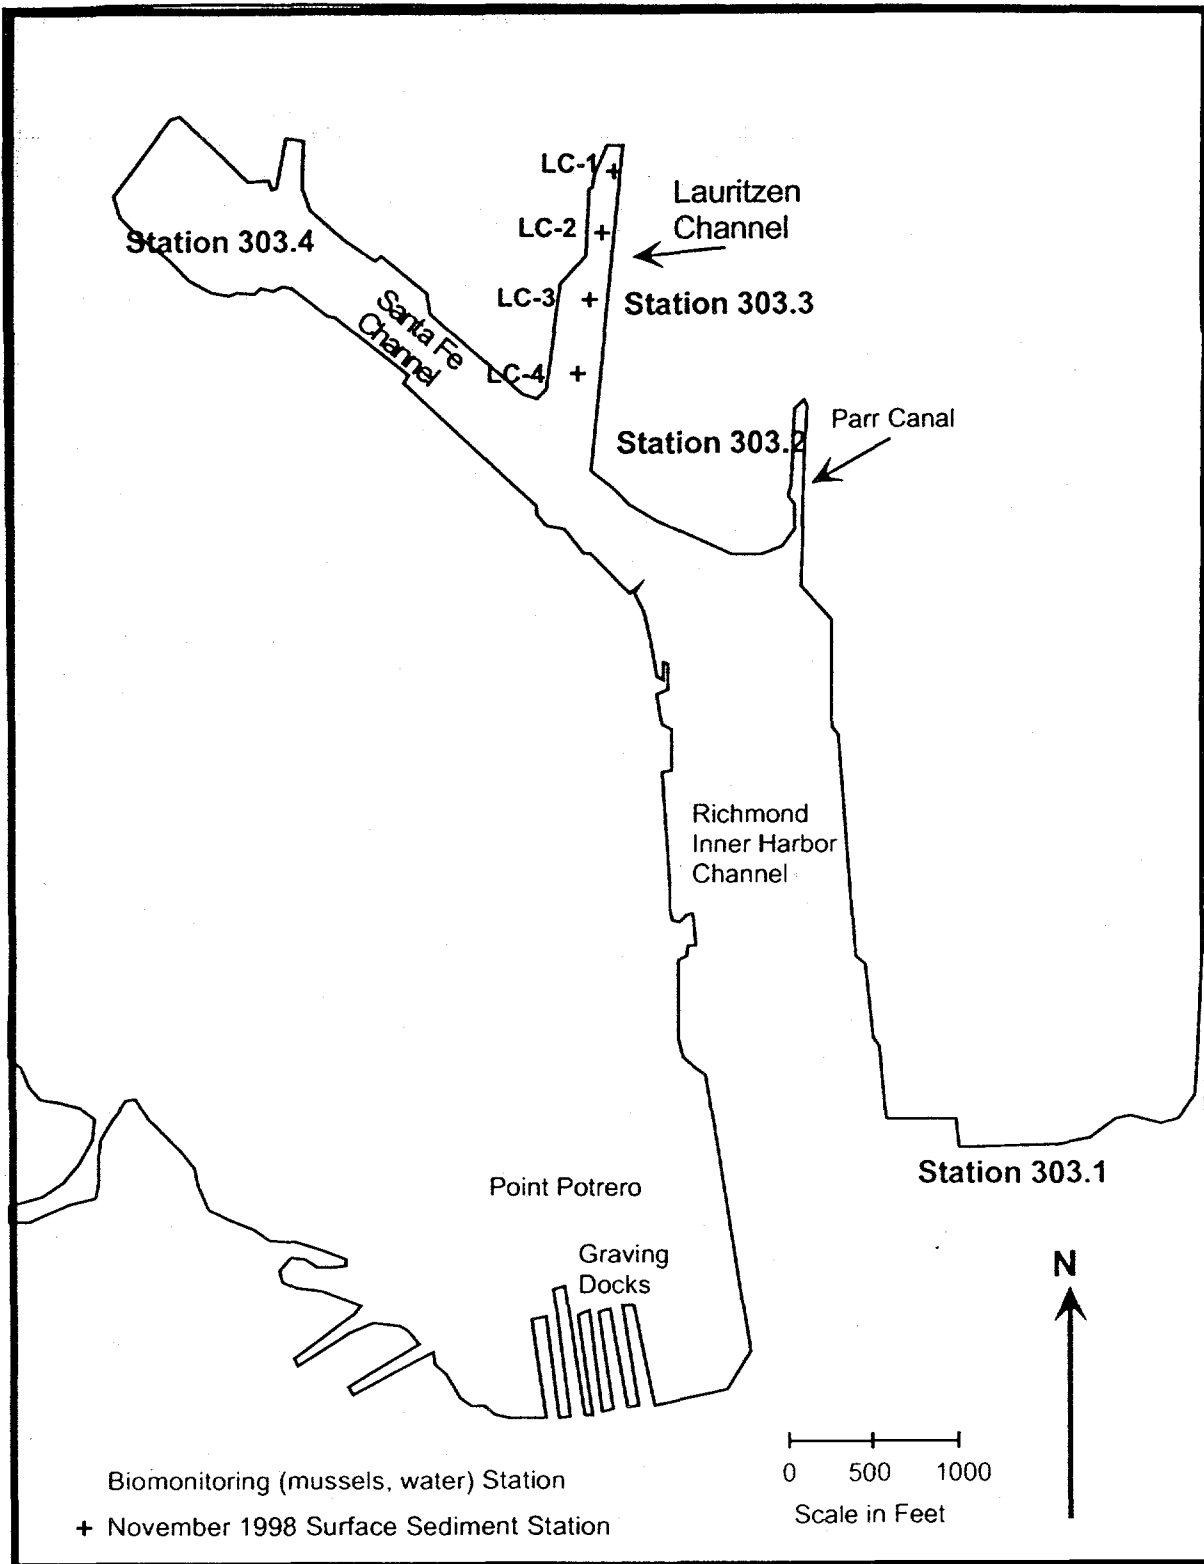 LC-1
Lauritzen
Channel
LC-2
Station 303.4
LC-3
Station 303.3
Santa Fe
Channel
LC-4
Station 303.2
Parr Canal
Richmond
Inner Harbor
Channel
Station 303.1
Point Potrero
Graving
Docks
N
0 500 1000
Scale in Feet
Biomonitoring (mussels, water) Station
+ November 1998 Surface Sediment Station